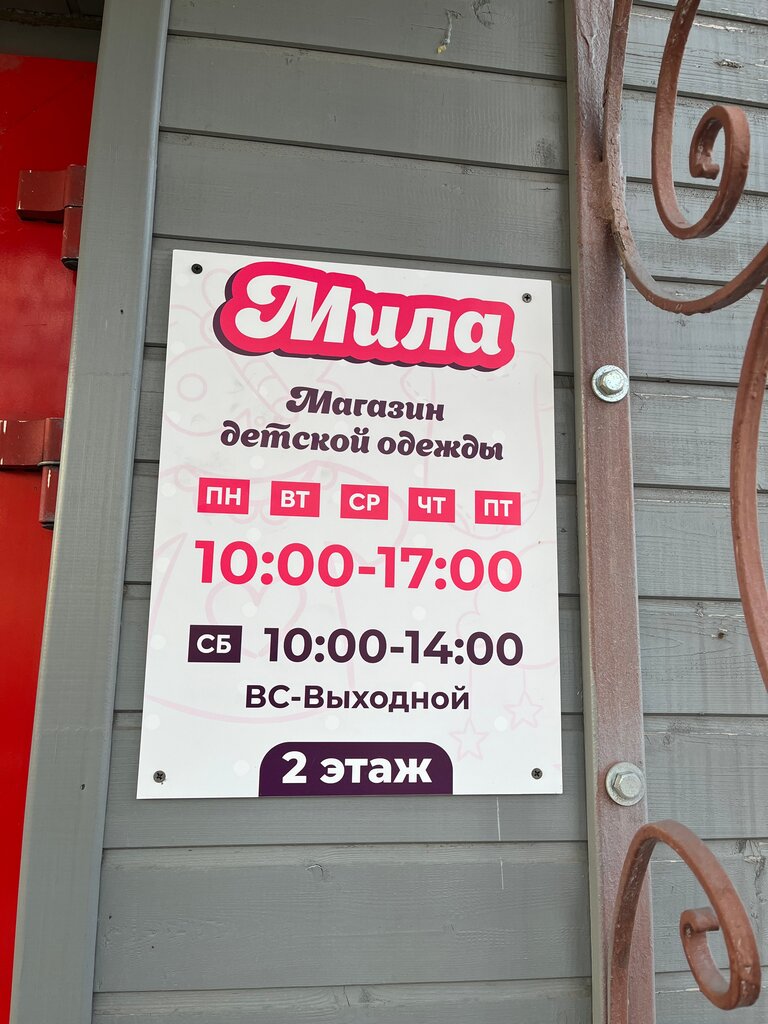 Мила
Магазин
детской одежды
ПН ВТ СР ЧТ ПТ
10:00-17:00
СБ 10:00-14:00
ВС-Выходной
2 этаж